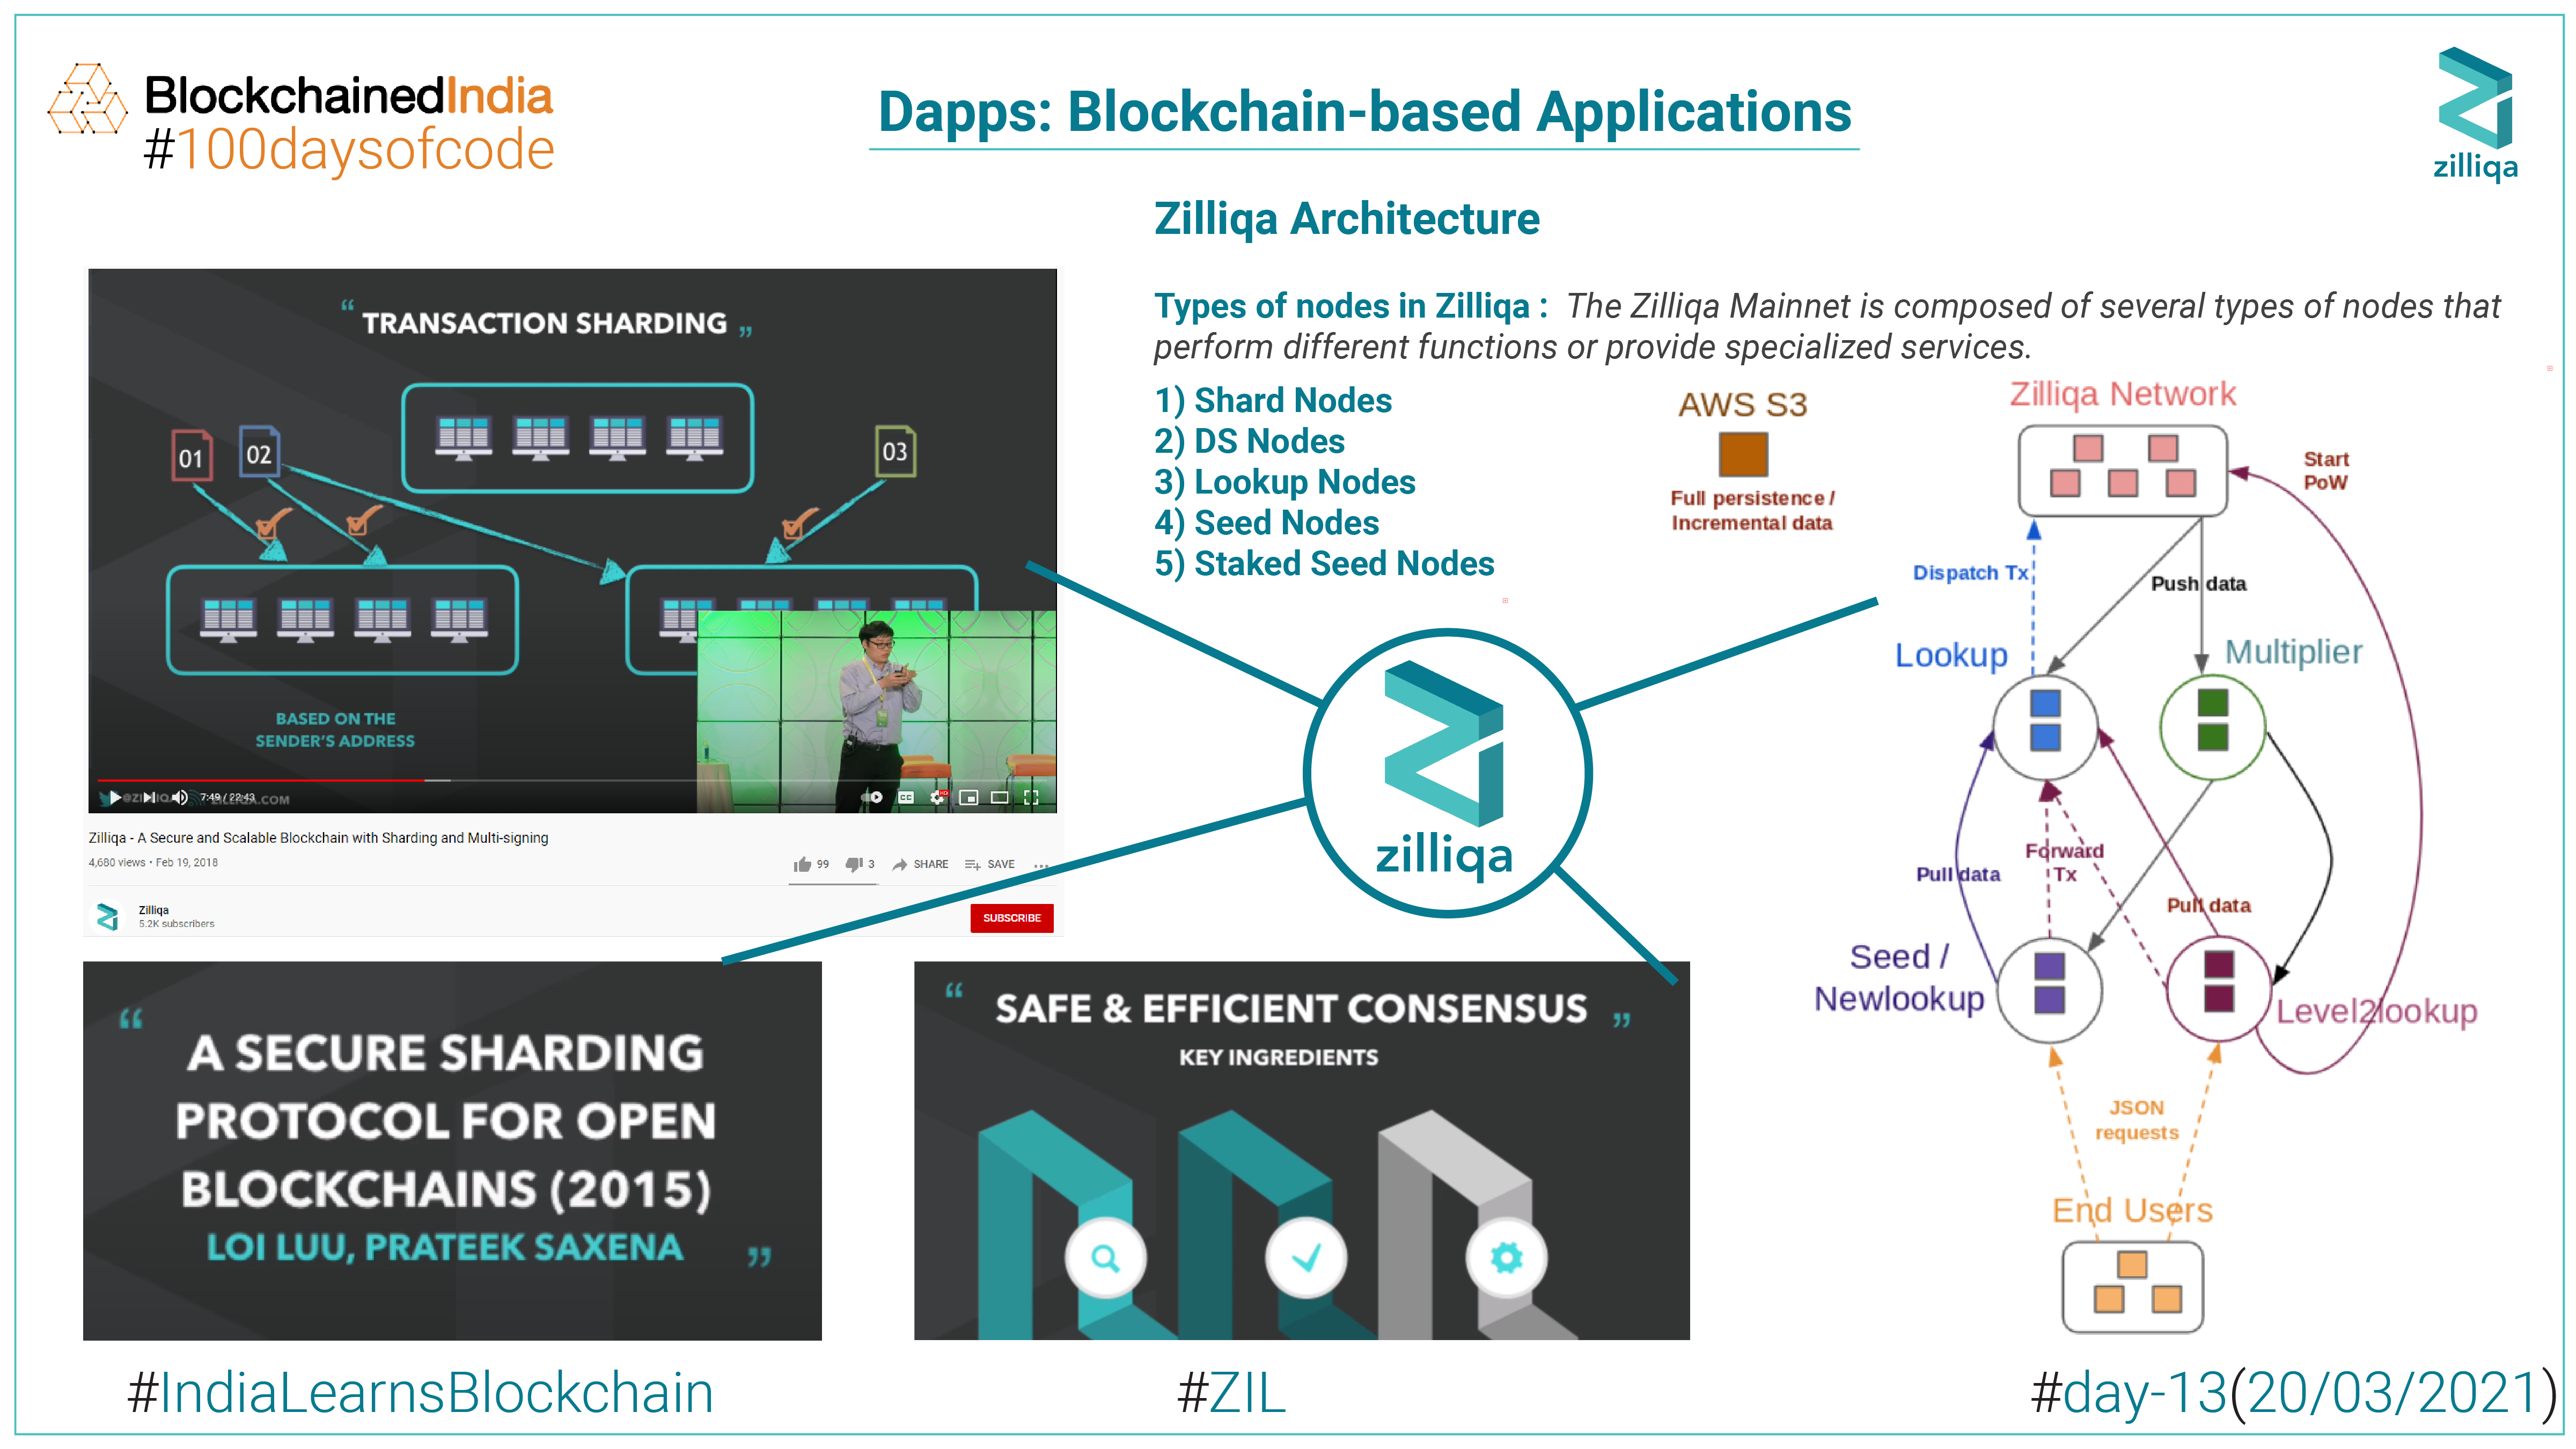 BlockchainedIndia
#100daysofcode
Dapps: Blockchain-based Applications
zilliqa
Zilliqa Architecture
Types of nodes in Zilliqa : The Zilliqa Mainnet is composed of several types of nodes that
perform different functions or provide specialized services.
1) Shard Nodes
2) DS Nodes
3) Lookup Nodes
4) Seed Nodes
5) Staked Seed Nodes
“ TRANSACTION SHARDING ”
01
02
03
BASED ON THE
SENDER'S ADDRESS
7:49 / 22:43
ZILLIQA.COM
CC
HD
Zilliqa - A Secure and Scalable Blockchain with Sharding and Multi-signing
4,680 views • Feb 19, 2018
99
3
SHARE
SAVE
...
Zilliqa
5.2K subscribers
SUBSCRIBE
zilliqa
AWS S3
Full persistence /
Incremental data
Zilliqa Network
Start
PoW
Dispatch Tx
Push data
Lookup
Multiplier
Pull data
Forward
Tx
Pull data
Seed /
Newlookup
Level2lookup
JSON
requests
End Users
“ A SECURE SHARDING
PROTOCOL FOR OPEN
BLOCKCHAINS (2015)
LOI LUU, PRATEEK SAXENA ”
“ SAFE & EFFICIENT CONSENSUS ”
KEY INGREDIENTS
#IndiaLearnsBlockchain
#ZIL
#day-13(20/03/2021)